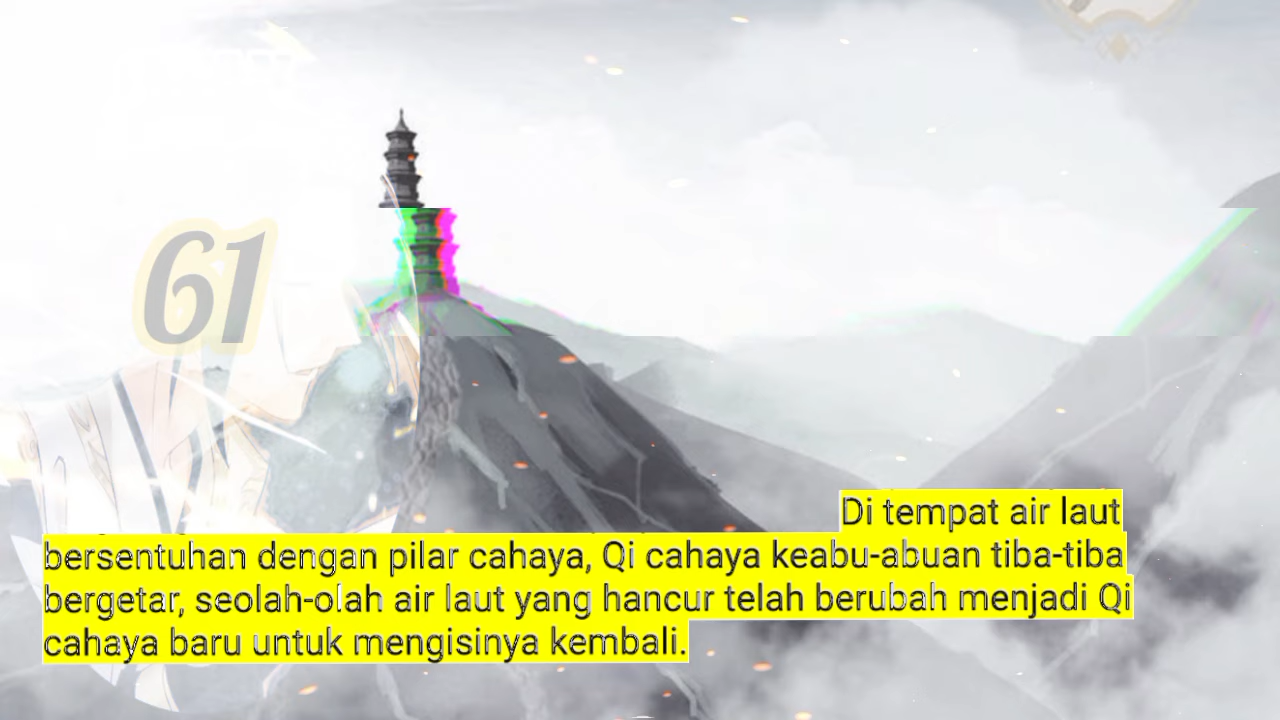 61
Di tempat air laut
bersentuhan dengan pilar cahaya, Qi cahaya keabu-abuan tiba-tiba
bergetar, seolah-olah air laut yang hancur telah berubah menjadi Qi
cahaya baru untuk mengisinya kembali.